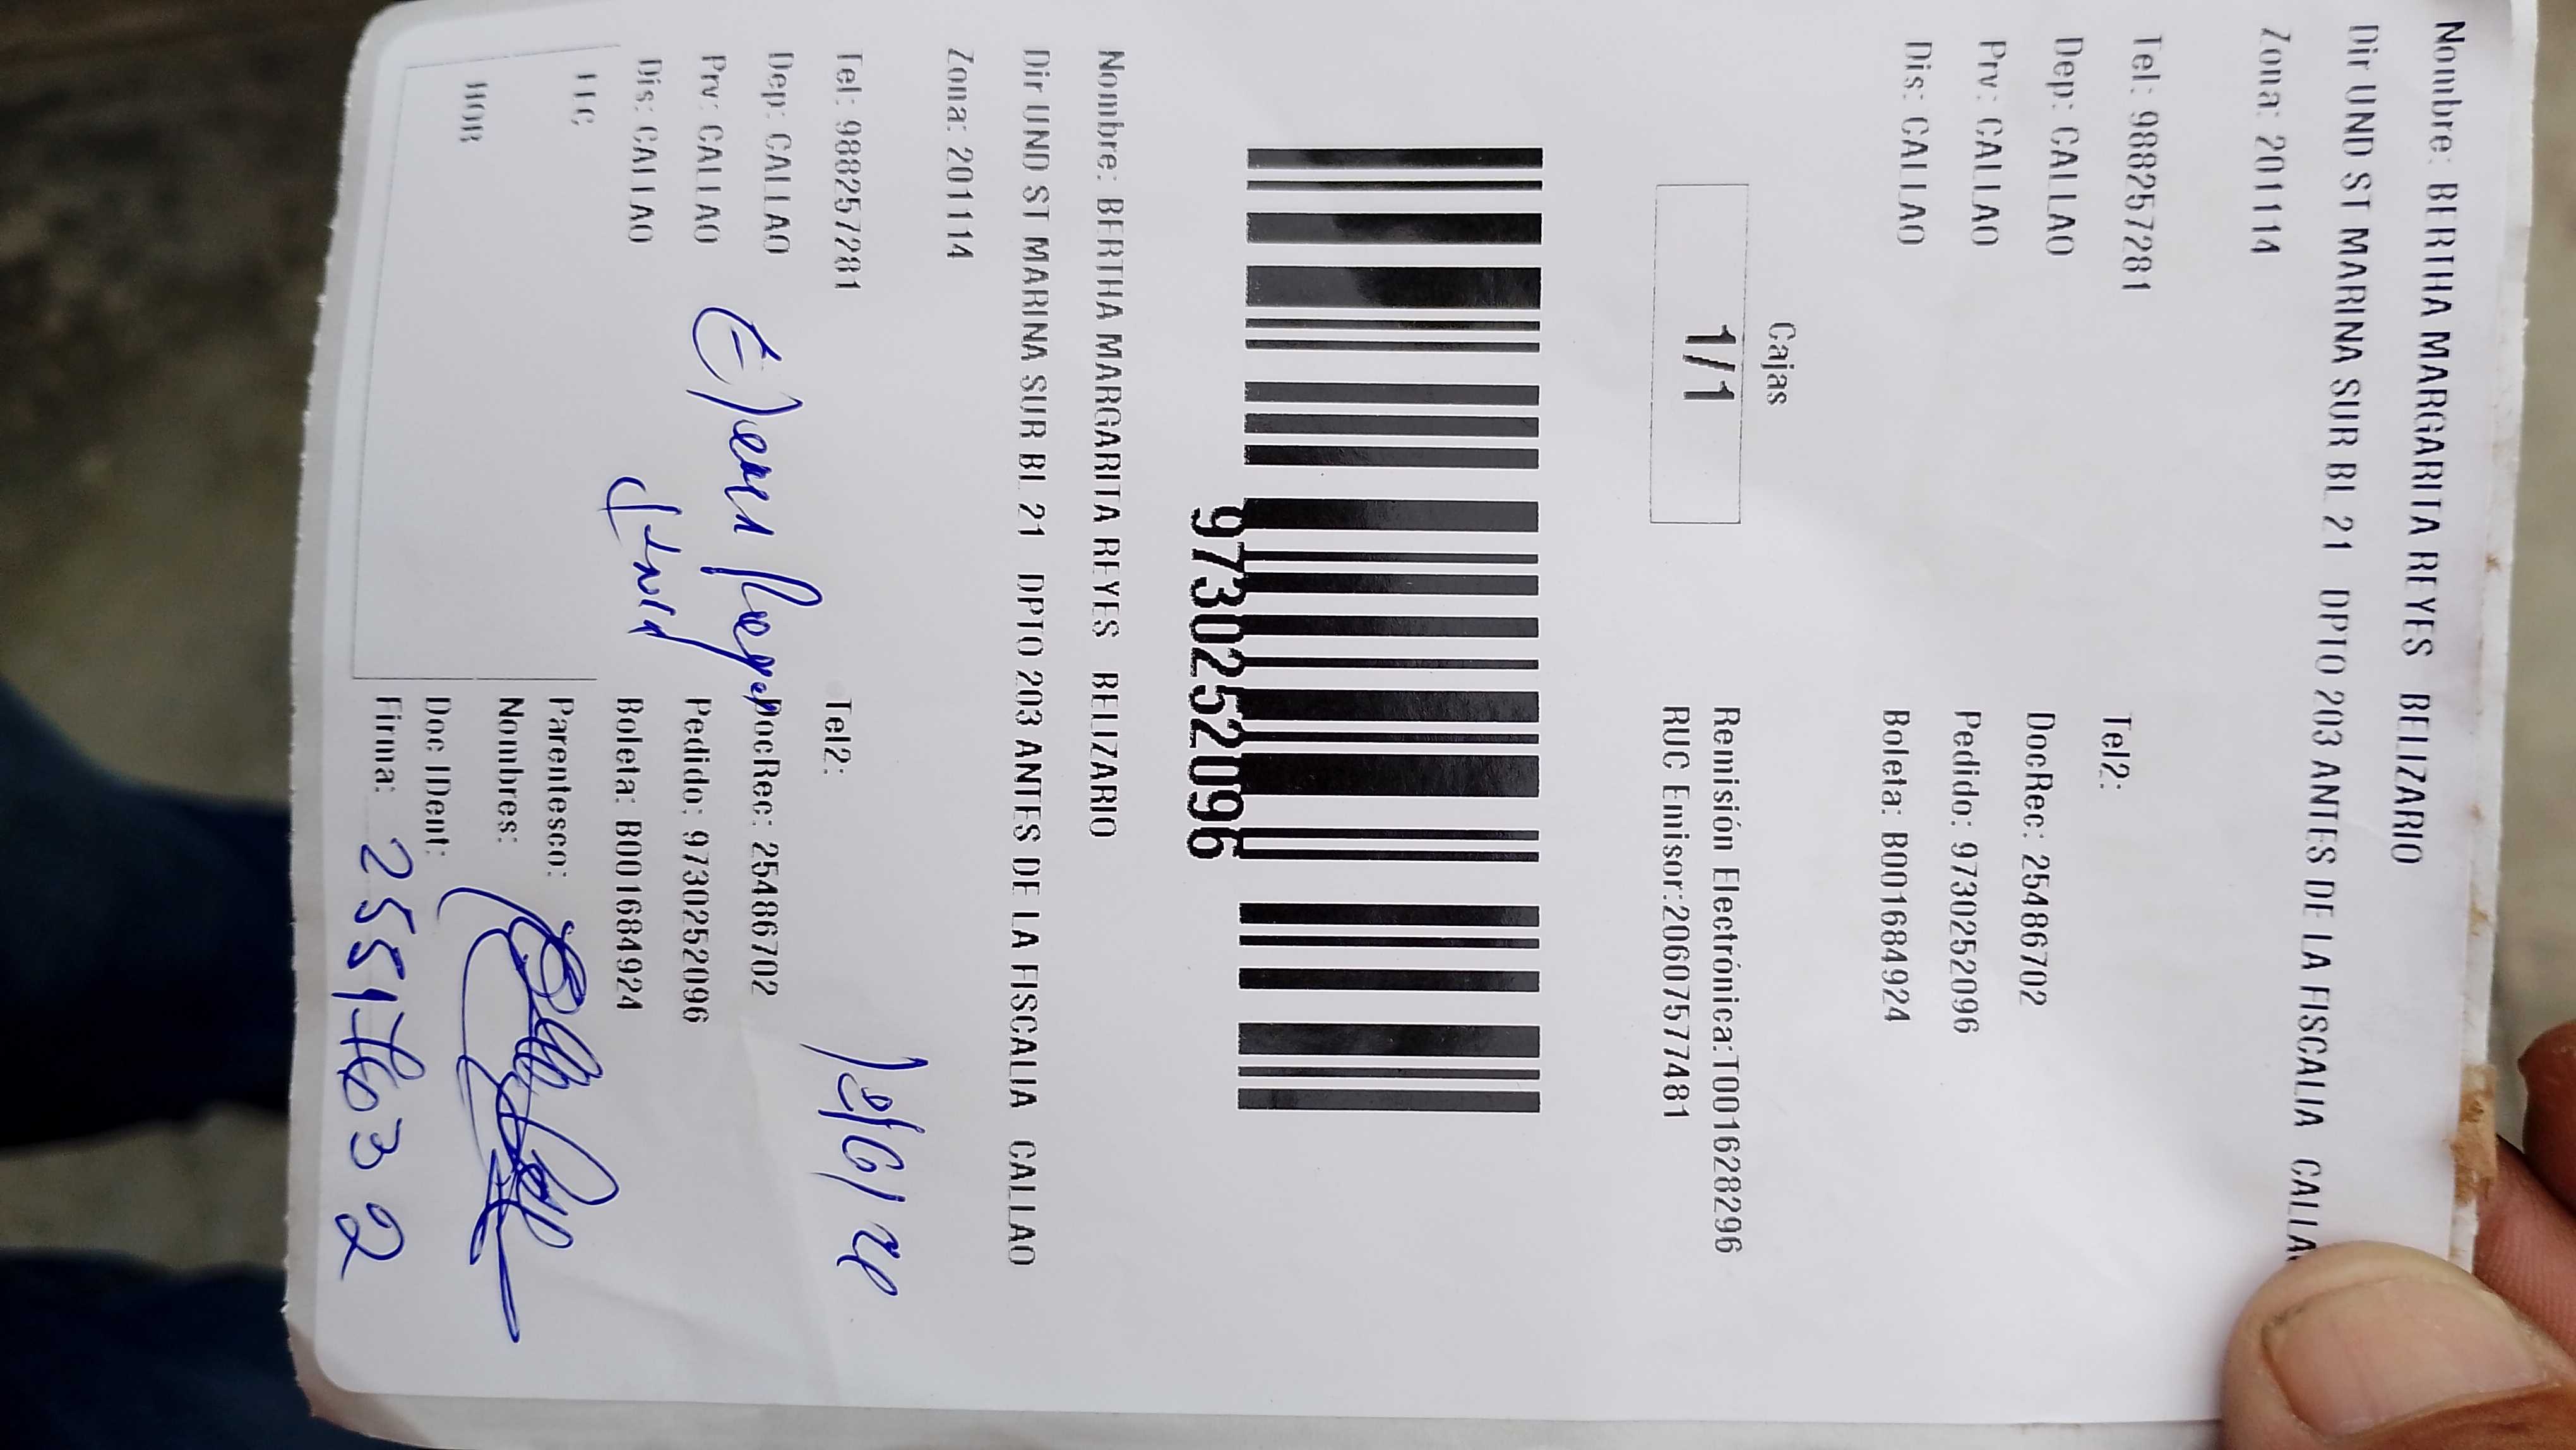 Nombre: BERTHA MARGARITA REYES BELIZARIO
Dir UND ST MARINA SUR BL 21 DPTO 203 ANTES DE LA FISCALIA CALLA
Zona: 201114
Tel: 988257281 Tel2:
Dep: CALLAO DocRec: 25486702
Prv: CALLAO Pedido: 9730252096
Dis: CALLAO Boleta: B001684924
Cajas
1/1
Remisión Electrónica:T001628296
RUC Emisor:20607577481
9730252096
Nombre: BERTHA MARGARITA REYES BELIZARIO
Dir UND ST MARINA SUR BL 21 DPTO 203 ANTES DE LA FISCALIA CALLAO
Zona: 201114
Tel: 988257281 Tel2:
Dep: CALLAO DocRec: 25486702
Prv: CALLAO Pedido: 9730252096
Dis: CALLAO Boleta: B001684924
FEC Parentesco:
HOR Nombres:
Doc IDent:
Firma: 25517632